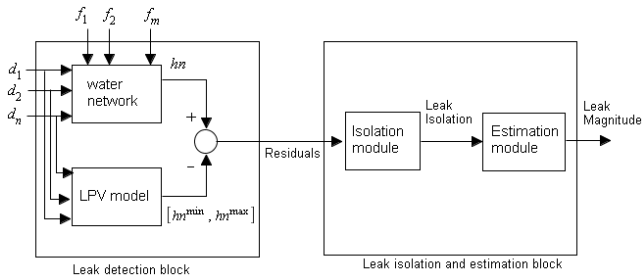 f1 f2 fm
d1
d2
dn
water
network
hn
+
−
LPV model
[hn^min , hn^max]
Leak detection block
Residuals
Isolation
module
Leak
Isolation
Estimation
module
Leak
Magnitude
Leak isolation and estimation block